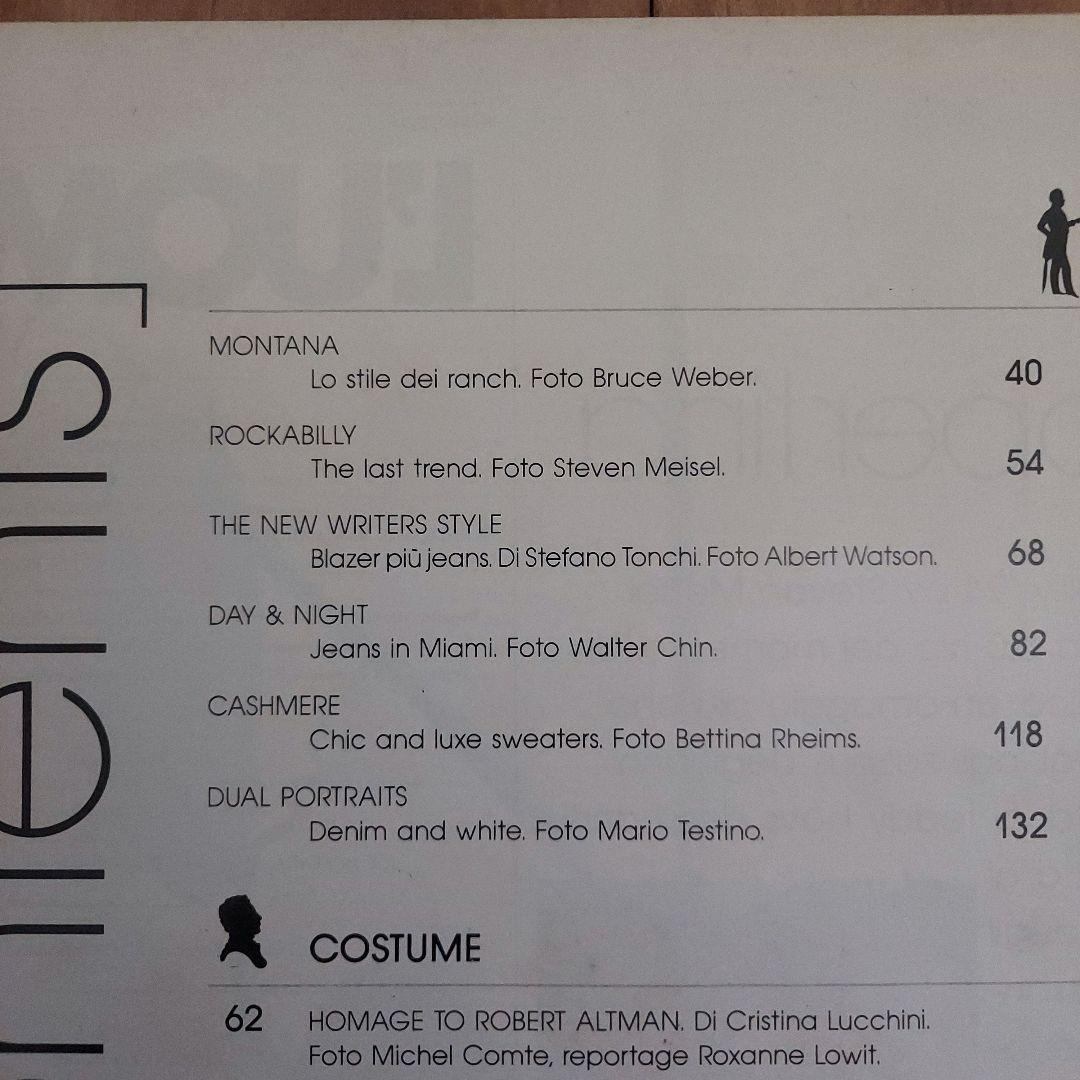 MONTANA
Lo stile dei ranch. Foto Bruce Weber. 40
ROCKABILLY
The last trend. Foto Steven Meisel. 54
THE NEW WRITERS STYLE
Blazer più jeans. Di Stefano Tonchi. Foto Albert Watson. 68
DAY & NIGHT
Jeans in Miami. Foto Walter Chin. 82
CASHMERE
Chic and luxe sweaters. Foto Bettina Rheims. 118
DUAL PORTRAITS
Denim and white. Foto Mario Testino. 132
COSTUME
62 HOMAGE TO ROBERT ALTMAN. Di Cristina Lucchini.
Foto Michel Comte, reportage Roxanne Lowit.